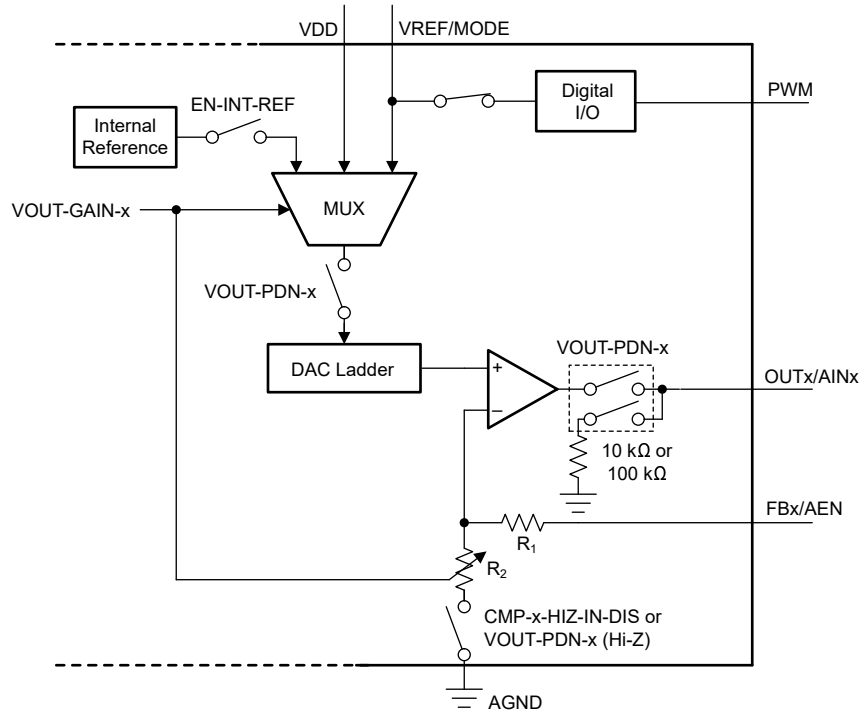 VDD
VREF/MODE
EN-INT-REF
Internal
Reference
Digital
I/O
PWM
VOUT-GAIN-x
MUX
VOUT-PDN-x
DAC Ladder
+
–
VOUT-PDN-x
OUTx/AINx
10 kΩ or
100 kΩ
FBx/AEN
R₁
R₂
CMP-x-HIZ-IN-DIS or
VOUT-PDN-x (Hi-Z)
AGND